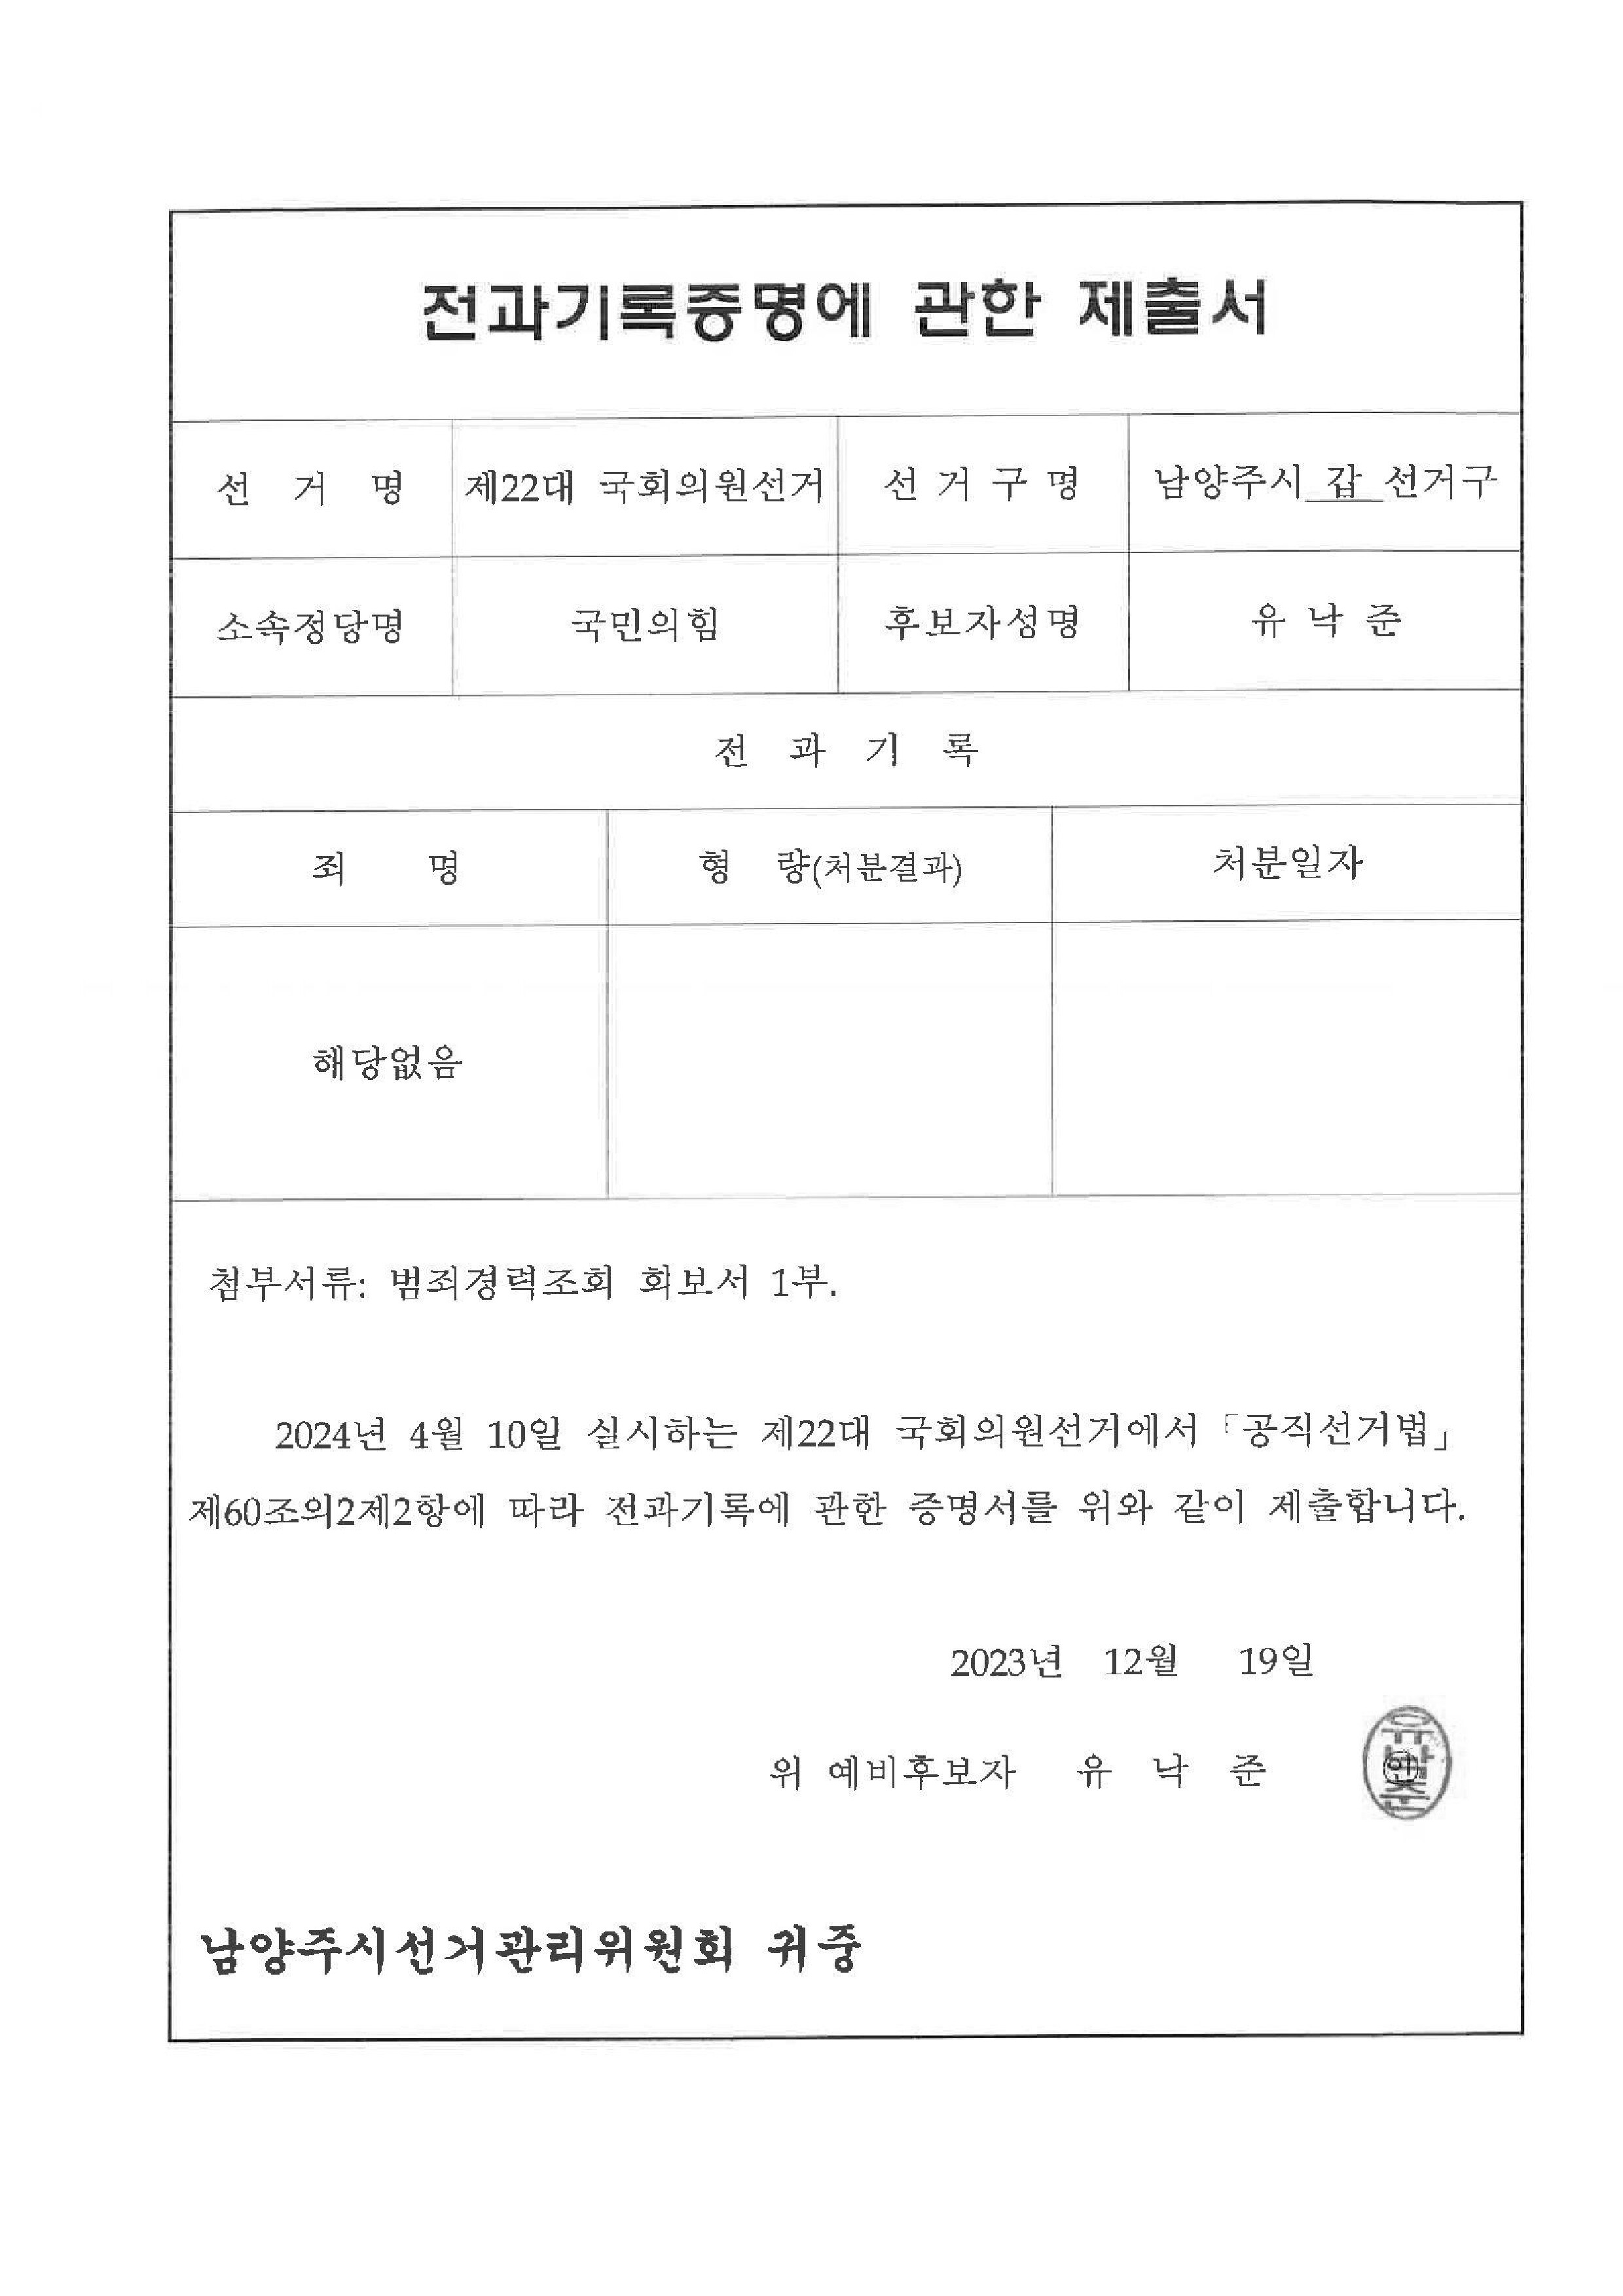 전과기록증명에 관한 제출서
선 거 명 제22대 국회의원선거 선 거 구 명 남양주시 갑 선거구
소속정당명 국민의힘 후보자성명 유 낙 준
전 과 기 록
죄 명 형 량(처분결과) 처분일자
해당없음
첨부서류: 범죄경력조회 회보서 1부.
2024년 4월 10일 실시하는 제22대 국회의원선거에서 「공직선거법」
제60조의2제2항에 따라 전과기록에 관한 증명서를 위와 같이 제출합니다.
2023년 12월 19일
위 예비후보자 유 낙 준 ㊞
유낙준
남양주시선거관리위원회 귀중